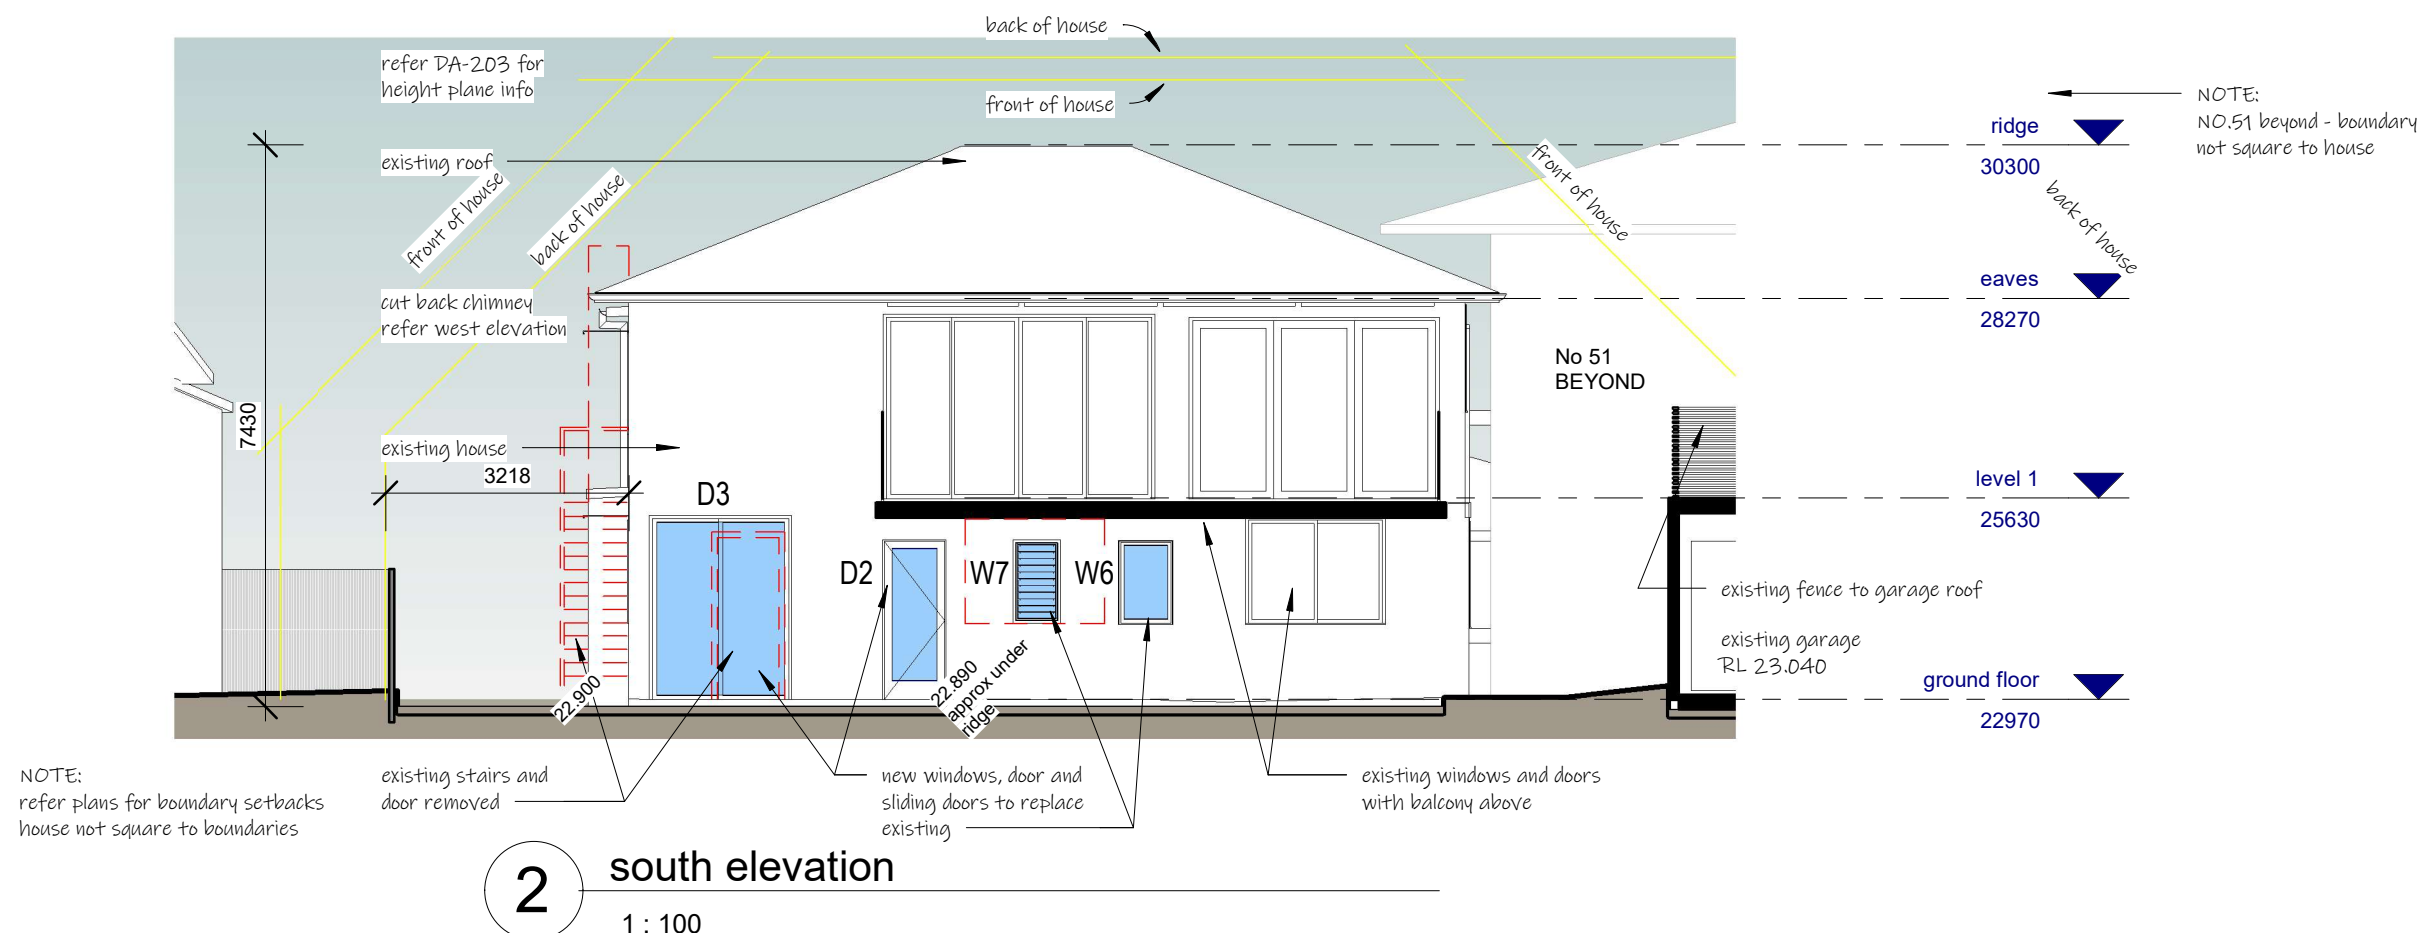 back of house
refer DA-203 for
height plane info
front of house
NOTE:
NO.51 beyond - boundary
not square to house
ridge
30300
existing roof
front of house
back of house
front of house
back of house
eaves
28270
cut back chimney
refer west elevation
No 51
BEYOND
7430
existing house
3218
D3
level 1
25630
D2
W7
W6
existing fence to garage roof
existing garage
RL 23.040
22.900
22.890
approx under
ridge
ground floor
22970
NOTE:
refer plans for boundary setbacks
house not square to boundaries
existing stairs and
door removed
new windows, door and
sliding doors to replace
existing
existing windows and doors
with balcony above
2
south elevation
1 : 100